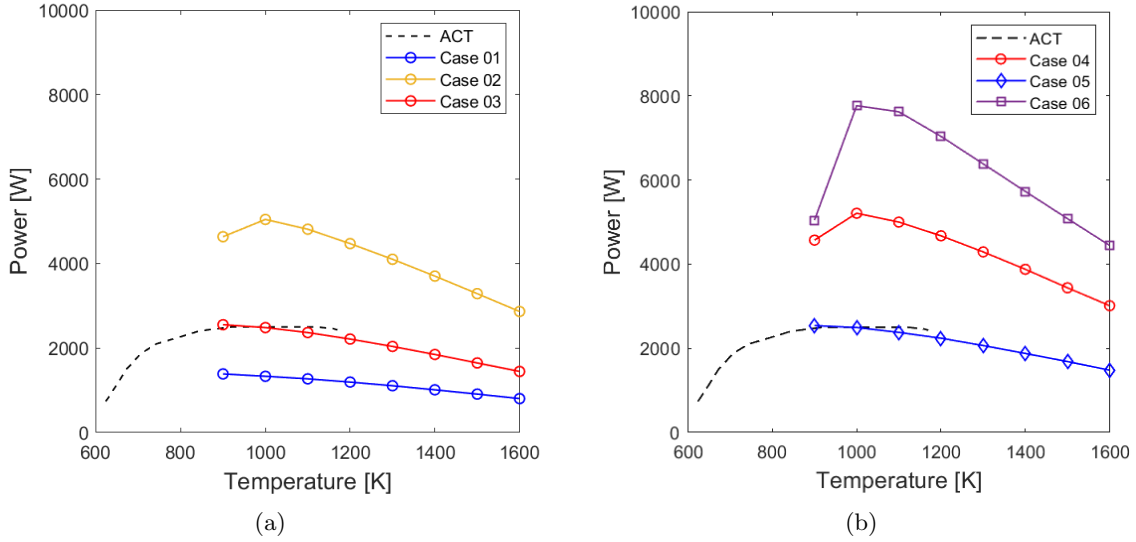 10000
8000
6000
4000
2000
0
Power [W]
ACT
Case 01
Case 02
Case 03
600 800 1000 1200 1400 1600
Temperature [K]
(a)
10000
8000
6000
4000
2000
0
Power [W]
ACT
Case 04
Case 05
Case 06
600 800 1000 1200 1400 1600
Temperature [K]
(b)